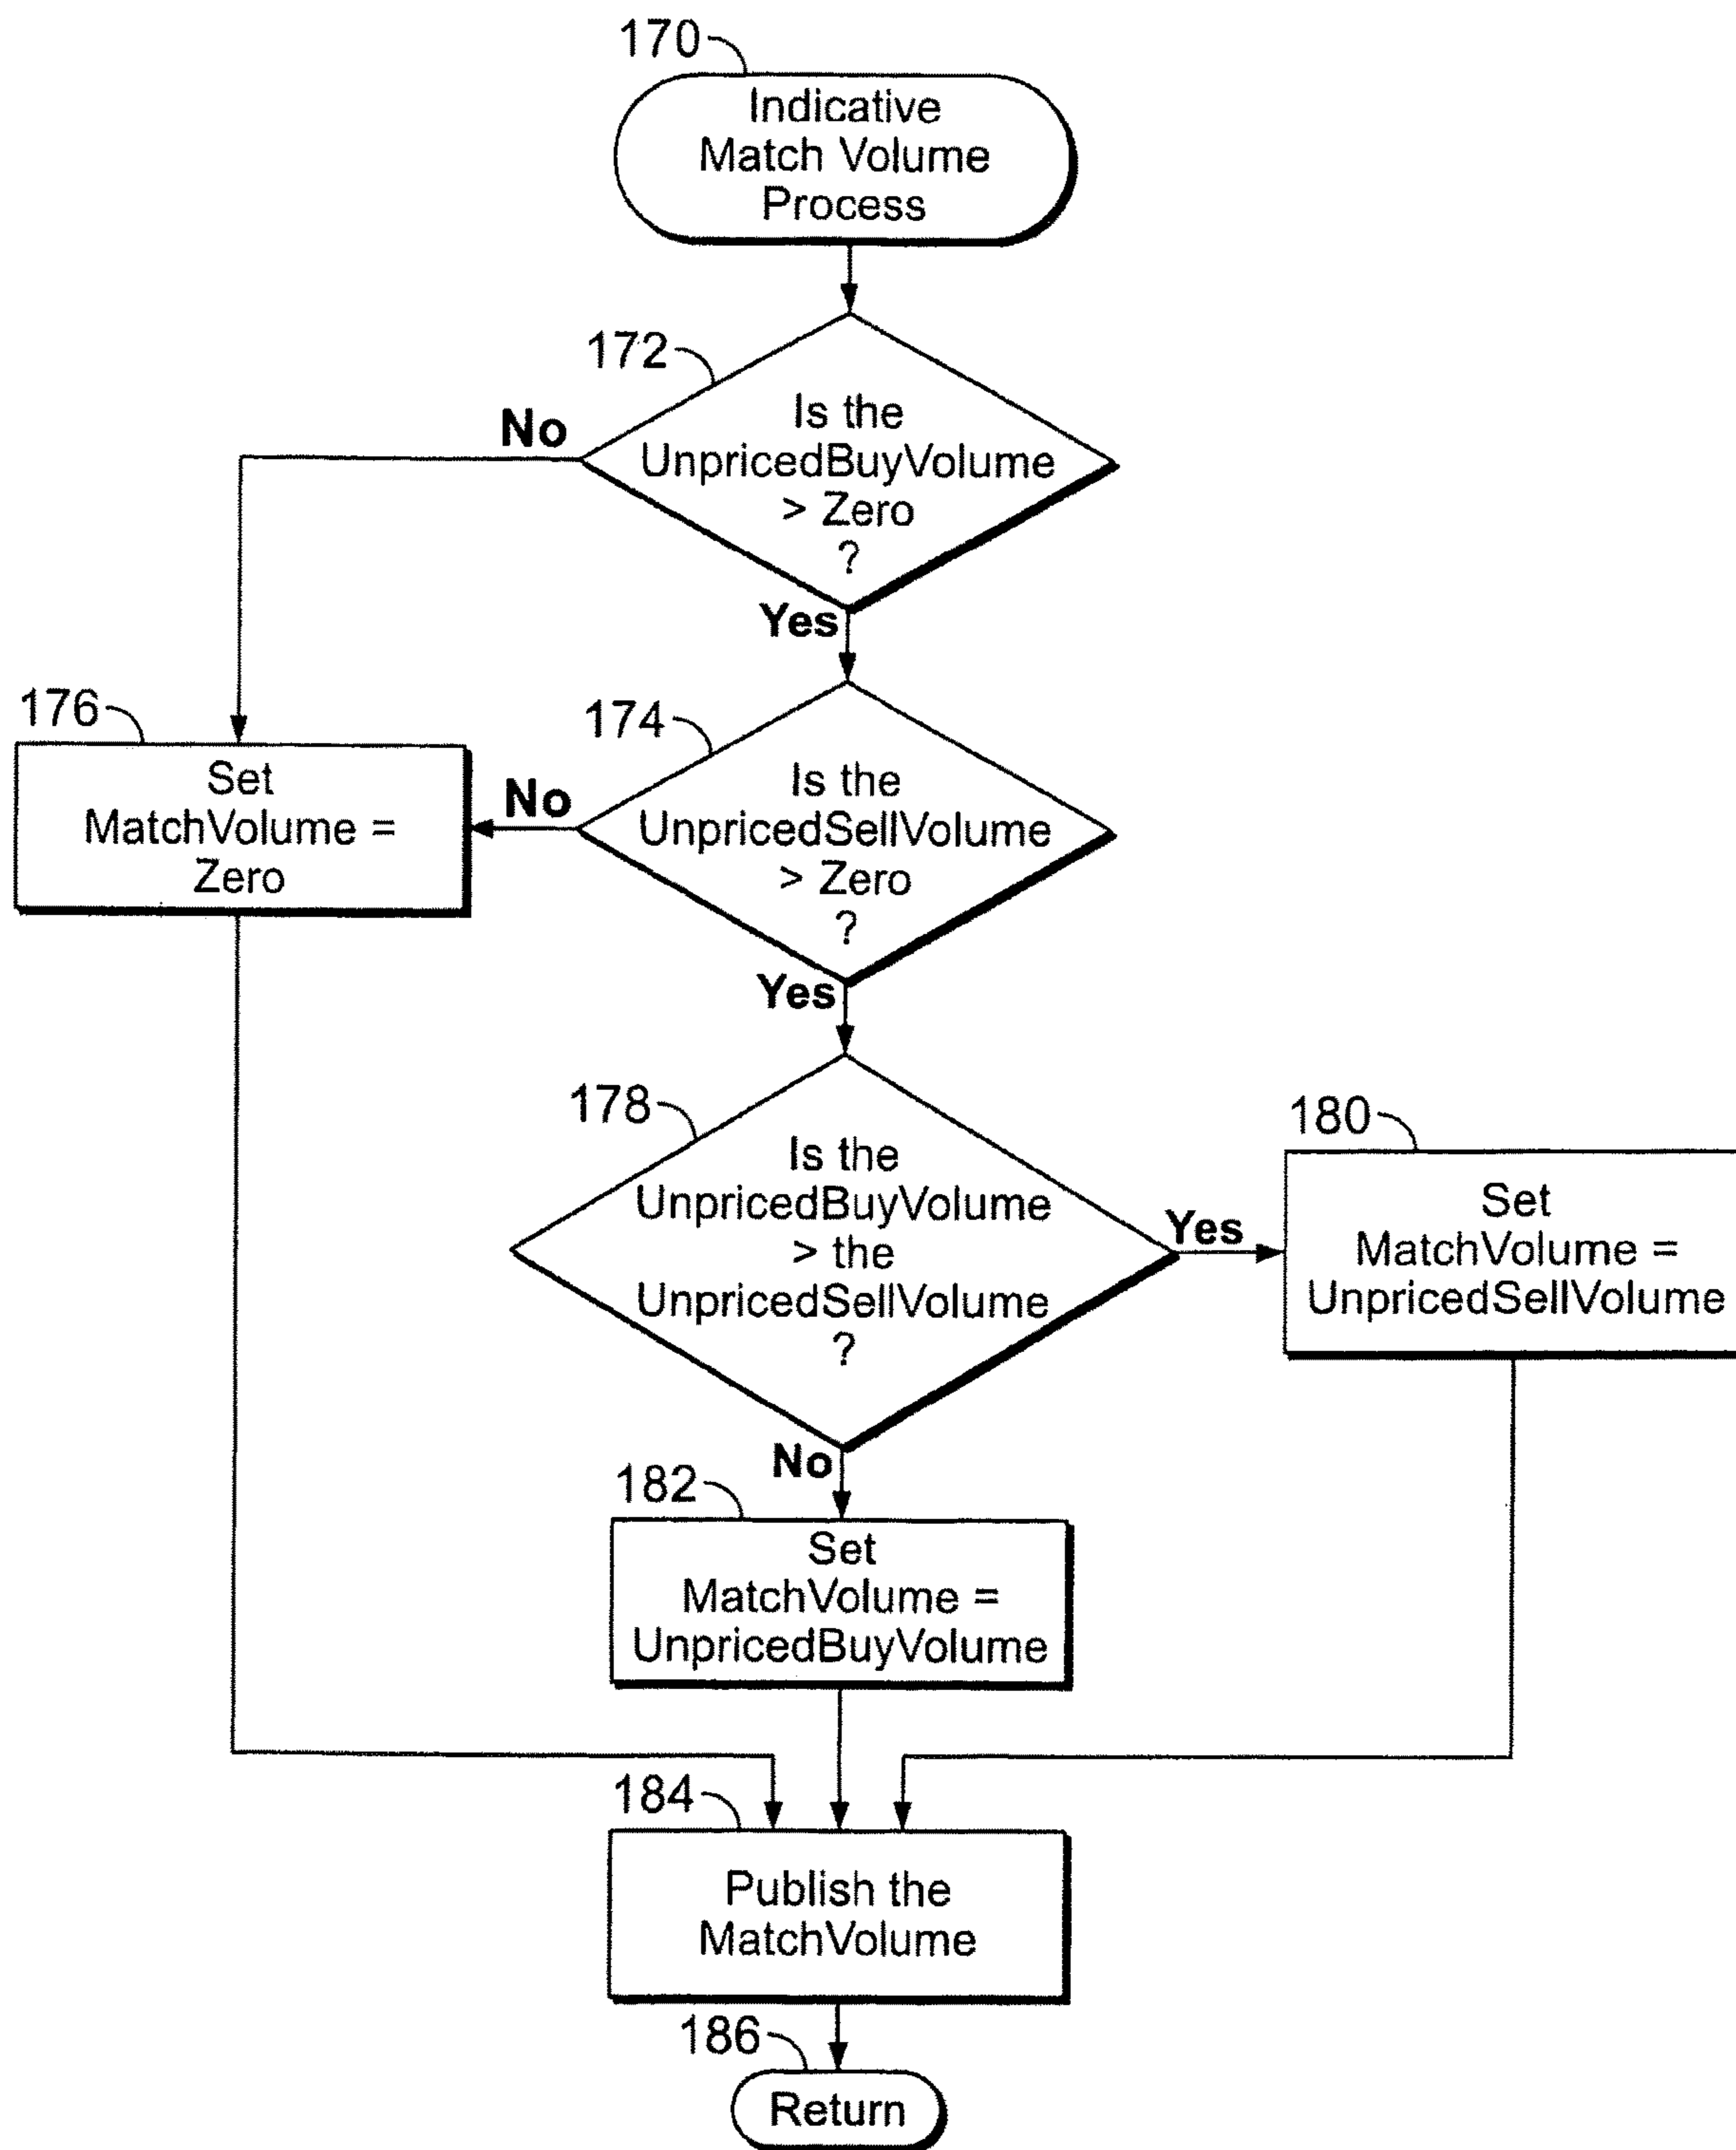 170
Indicative
Match Volume
Process
172
No
Is the
UnpricedBuyVolume
> Zero
?
Yes
176
Set
MatchVolume =
Zero
174
No
Is the
UnpricedSellVolume
> Zero
?
Yes
178
Is the
UnpricedBuyVolume
> the
UnpricedSellVolume
?
Yes
180
Set
MatchVolume =
UnpricedSellVolume
No
182
Set
MatchVolume =
UnpricedBuyVolume
184
Publish the
MatchVolume
186
Return